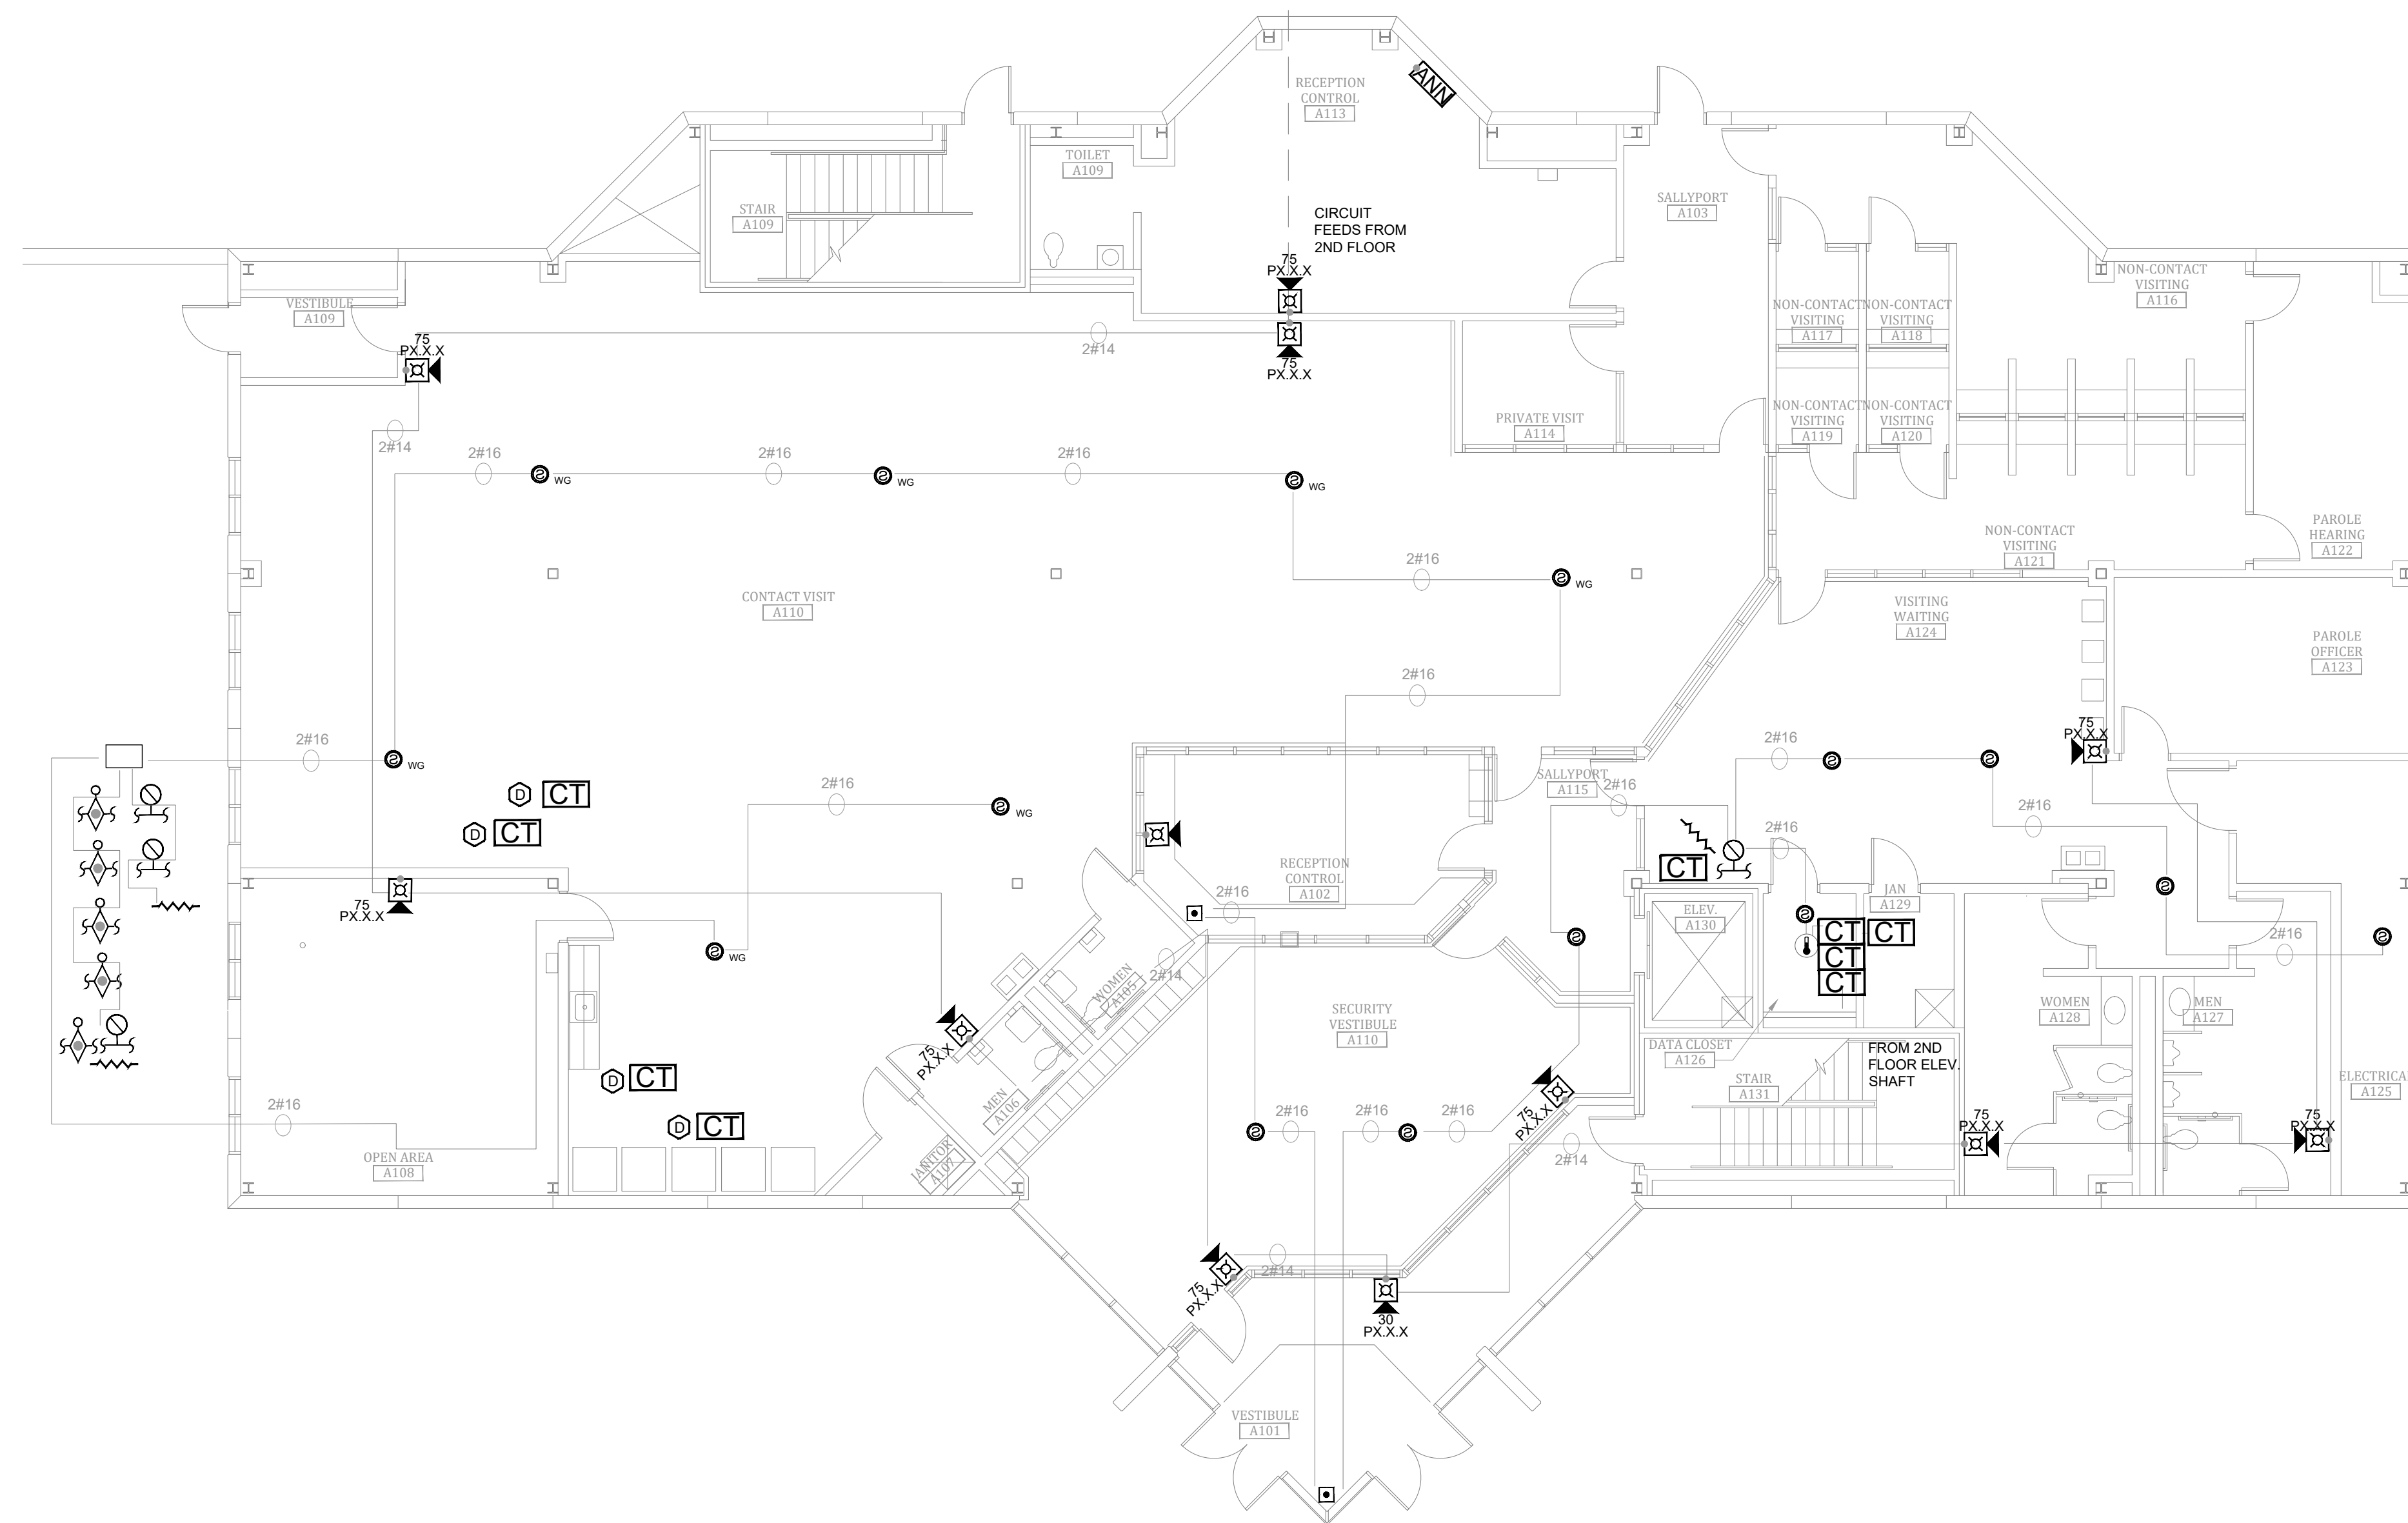 RECEPTION
CONTROL
A113
ANN
TOILET
A109
STAIR
A109
SALLYPORT
A103
CIRCUIT
FEEDS FROM
2ND FLOOR
75
PX.X.X
75
PX.X.X
VESTIBULE
A109
75
PX.X.X
2#14
2#14
NON-CONTACT
VISITING
A117
NON-CONTACT
VISITING
A118
NON-CONTACT
VISITING
A116
PRIVATE VISIT
A114
NON-CONTACT
VISITING
A119
NON-CONTACT
VISITING
A120
2#16
2#16
2#16
S
WG
S
WG
S
WG
NON-CONTACT
VISITING
A121
PAROLE
HEARING
A122
2#16
S
WG
CONTACT VISIT
A110
VISITING
WAITING
A124
PAROLE
OFFICER
A123
2#16
2#16
S
WG
75
PX.X.X
2#16
S
S
SALLYPORT
A115
2#16
D
CT
D
CT
2#16
S
WG
2#16
2#16
CT
RECEPTION
CONTROL
A102
2#16
75
PX.X.X
S
WG
JAN
A129
ELEV.
A130
S
S
S
S
CT
CT
CT
CT
2#16
WOMEN
A105
2#14
SECURITY
VESTIBULE
A110
WOMEN
A128
MEN
A127
75
PX.X.X
DATA CLOSET
A126
FROM 2ND
FLOOR ELEV.
SHAFT
D
CT
MEN
A106
STAIR
A131
ELECTRICA
A125
2#16
D
CT
S
2#16
2#16
S
2#16
75
PX.X.X
2#14
75
PX.X.X
75
PX.X.X
OPEN AREA
A108
JANITOR
A107
75
PX.X.X
2#14
30
PX.X.X
VESTIBULE
A101